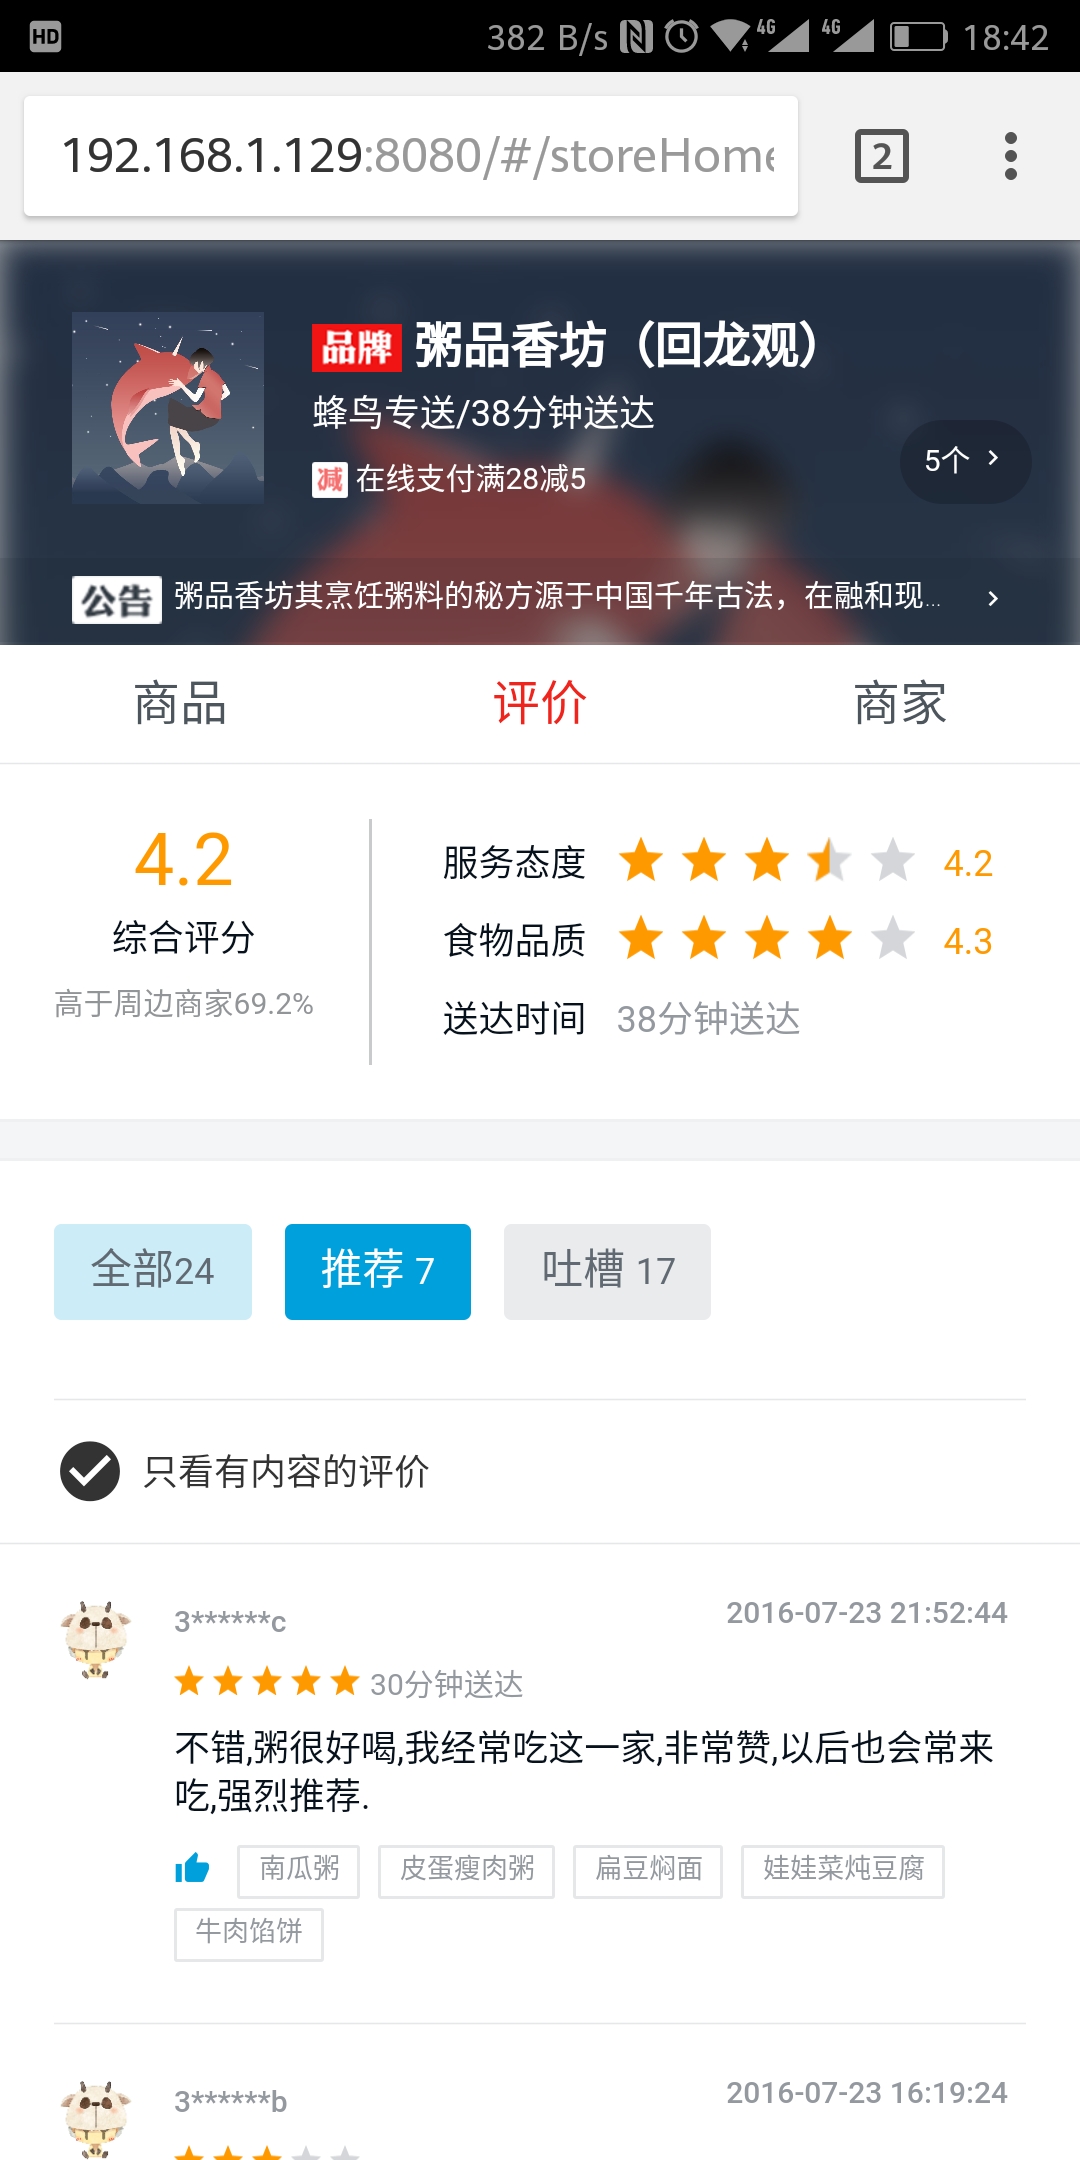 HD 382 B/s 4G 4G 18:42
192.168.1.129:8080/#/storeHome
2
品牌 粥品香坊（回龙观）
蜂鸟专送/38分钟送达
减 在线支付满28减5
5个
公告 粥品香坊其烹饪粥料的秘方源于中国千年古法，在融和现...
商品 评价 商家
4.2
综合评分
高于周边商家69.2%
服务态度 4.2
食物品质 4.3
送达时间 38分钟送达
全部24 推荐 7 吐槽 17
只看有内容的评价
3******c 2016-07-23 21:52:44
30分钟送达
不错,粥很好喝,我经常吃这一家,非常赞,以后也会常来
吃,强烈推荐.
南瓜粥 皮蛋瘦肉粥 扁豆焖面 娃娃菜炖豆腐
牛肉馅饼
3******b 2016-07-23 16:19:24